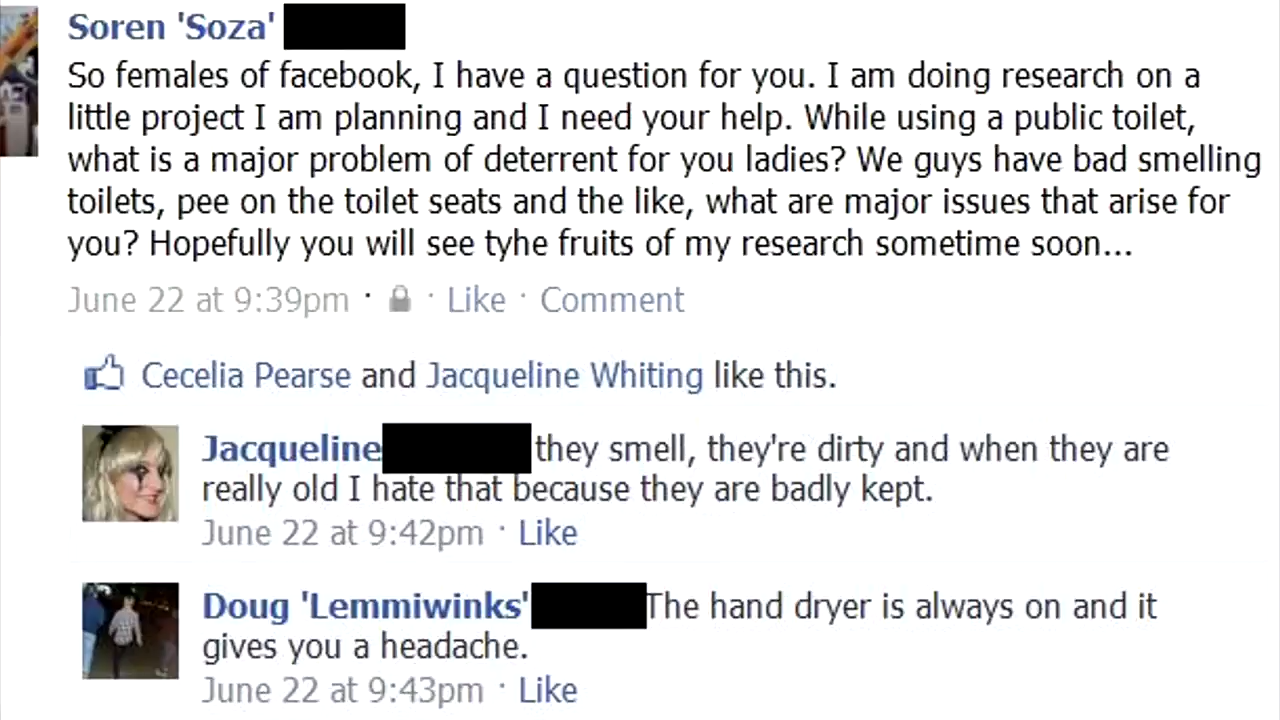 Soren 'Soza'
So females of facebook, I have a question for you. I am doing research on a
little project I am planning and I need your help. While using a public toilet,
what is a major problem of deterrent for you ladies? We guys have bad smelling
toilets, pee on the toilet seats and the like, what are major issues that arise for
you? Hopefully you will see tyhe fruits of my research sometime soon...
June 22 at 9:39pm · Like · Comment
Cecelia Pearse and Jacqueline Whiting like this.
Jacqueline they smell, they're dirty and when they are
really old I hate that because they are badly kept.
June 22 at 9:42pm · Like
Doug 'Lemmiwinks' The hand dryer is always on and it
gives you a headache.
June 22 at 9:43pm · Like